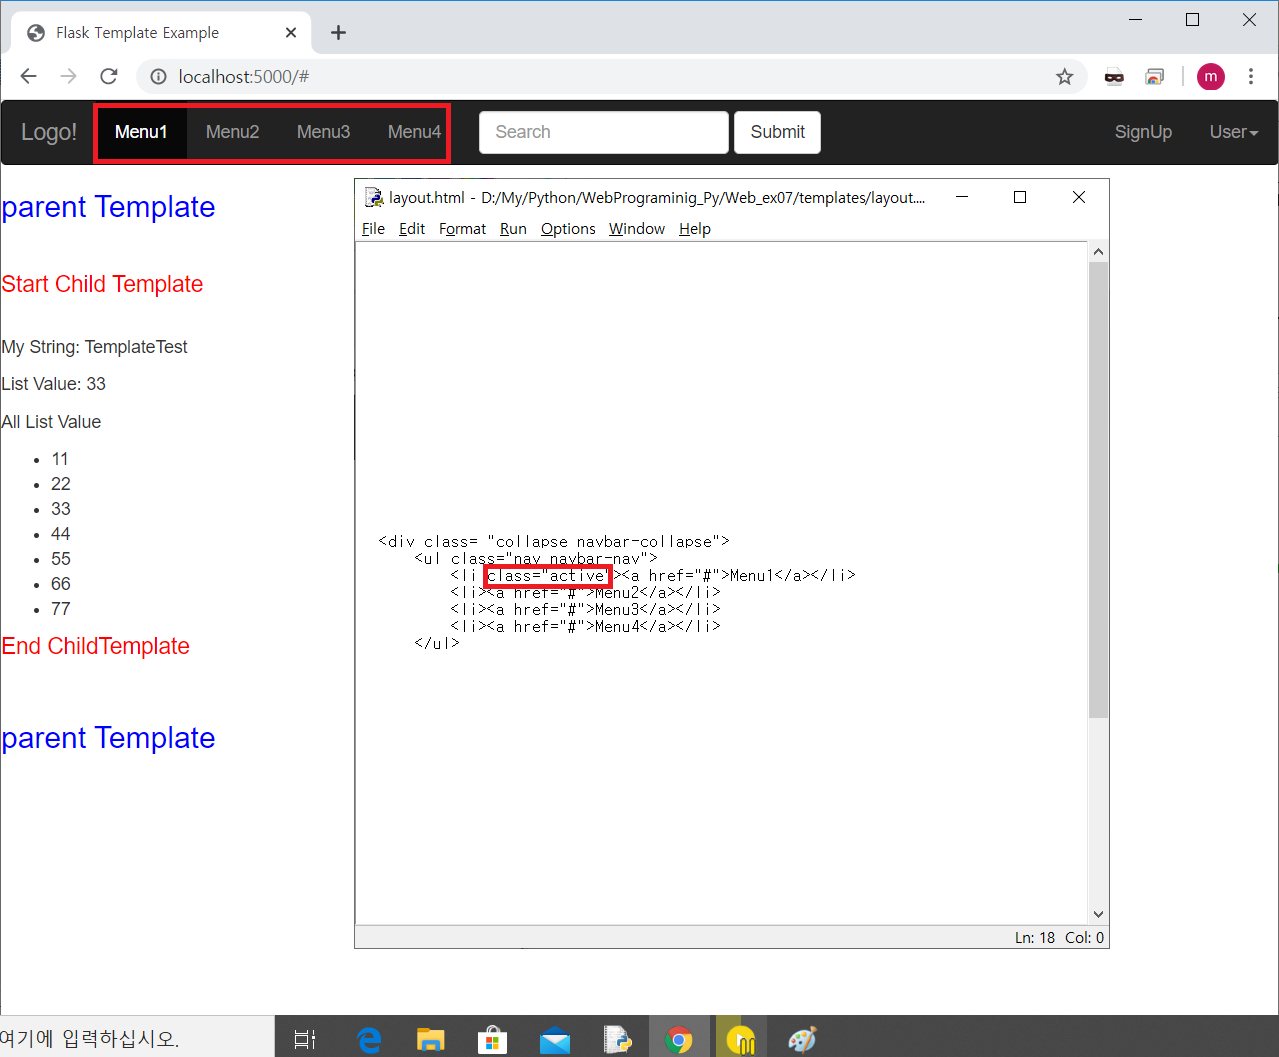 Flask Template Example
localhost:5000/#
m
Logo!
Menu1
Menu2
Menu3
Menu4
Search
Submit
SignUp
User
parent Template
Start Child Template
My String: TemplateTest
List Value: 33
All List Value
11
22
33
44
55
66
77
End ChildTemplate
parent Template
layout.html - D:/My/Python/WebPrograminig_Py/Web_ex07/templates/layout....
File Edit Format Run Options Window Help
<div class= "collapse navbar-collapse">
<ul class="nav navbar-nav">
<li class="active"><a href="#">Menu1</a></li>
<li><a href="#">Menu2</a></li>
<li><a href="#">Menu3</a></li>
<li><a href="#">Menu4</a></li>
</ul>
Ln: 18 Col: 0
여기에 입력하십시오.